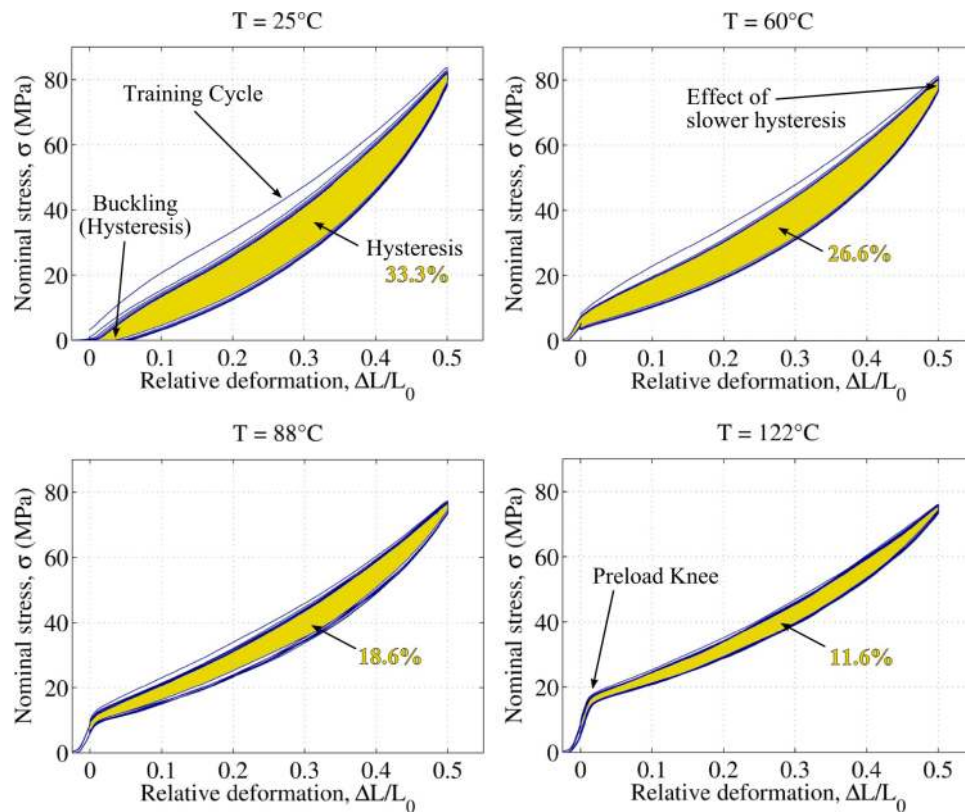 T = 25°C
80
60
40
20
0
Nominal stress, σ (MPa)
Training Cycle
Buckling
(Hysteresis)
Hysteresis
33.3%
0 0.1 0.2 0.3 0.4 0.5
Relative deformation, ΔL/L₀
T = 60°C
80
60
40
20
0
Nominal stress, σ (MPa)
Effect of
slower hysteresis
26.6%
0 0.1 0.2 0.3 0.4 0.5
Relative deformation, ΔL/L₀
T = 88°C
80
60
40
20
0
Nominal stress, σ (MPa)
18.6%
0 0.1 0.2 0.3 0.4 0.5
Relative deformation, ΔL/L₀
T = 122°C
80
60
40
20
0
Nominal stress, σ (MPa)
Preload Knee
11.6%
0 0.1 0.2 0.3 0.4 0.5
Relative deformation, ΔL/L₀